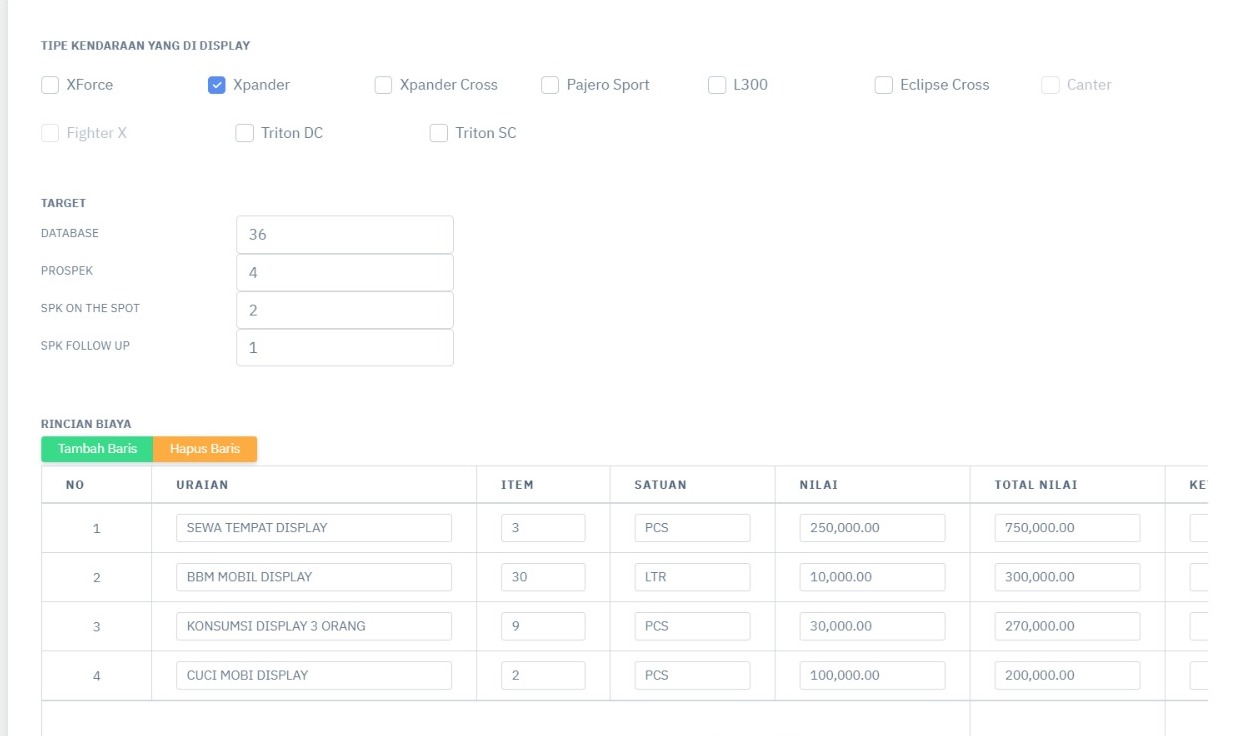 TIPE KENDARAAN YANG DI DISPLAY
XForce Xpander Xpander Cross Pajero Sport L300 Eclipse Cross Canter
Fighter X Triton DC Triton SC
TARGET
DATABASE 36
PROSPEK 4
SPK ON THE SPOT 2
SPK FOLLOW UP 1
RINCIAN BIAYA
Tambah Baris Hapus Baris
NO URAIAN ITEM SATUAN NILAI TOTAL NILAI
1 SEWA TEMPAT DISPLAY 3 PCS 250,000.00 750,000.00
2 BBM MOBIL DISPLAY 30 LTR 10,000.00 300,000.00
3 KONSUMSI DISPLAY 3 ORANG 9 PCS 30,000.00 270,000.00
4 CUCI MOBI DISPLAY 2 PCS 100,000.00 200,000.00